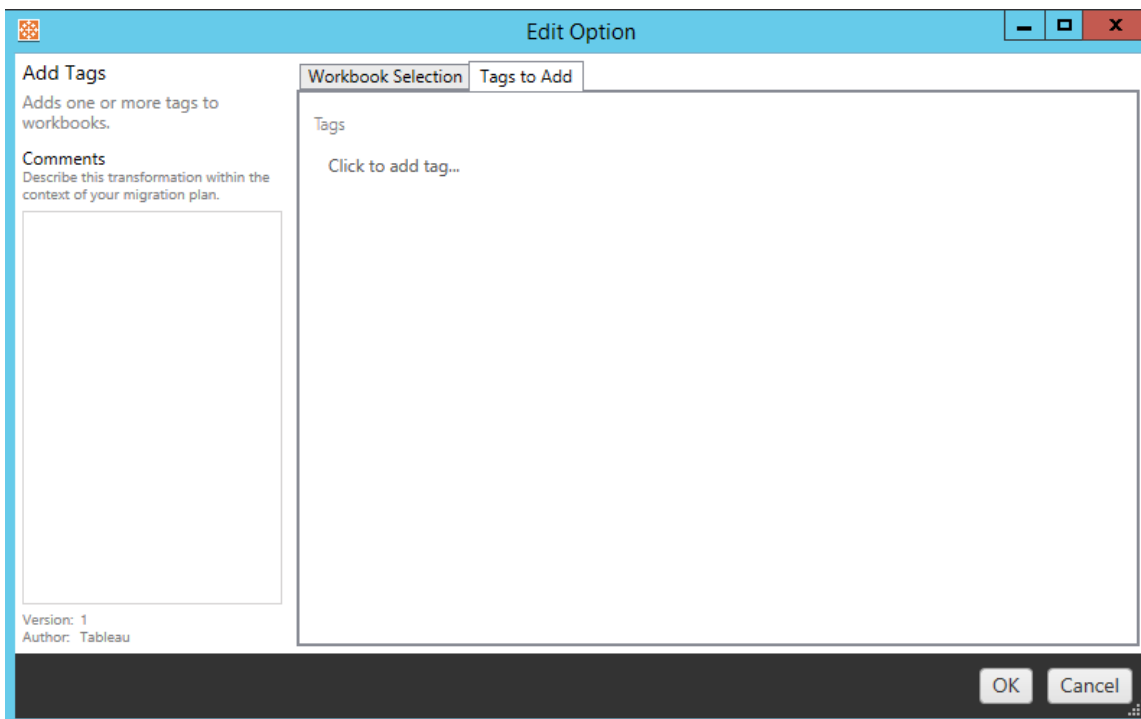 Edit Option
Add Tags
Adds one or more tags to
workbooks.
Comments
Describe this transformation within the
context of your migration plan.
Version: 1
Author: Tableau
Workbook Selection
Tags to Add
Tags
Click to add tag...
OK
Cancel